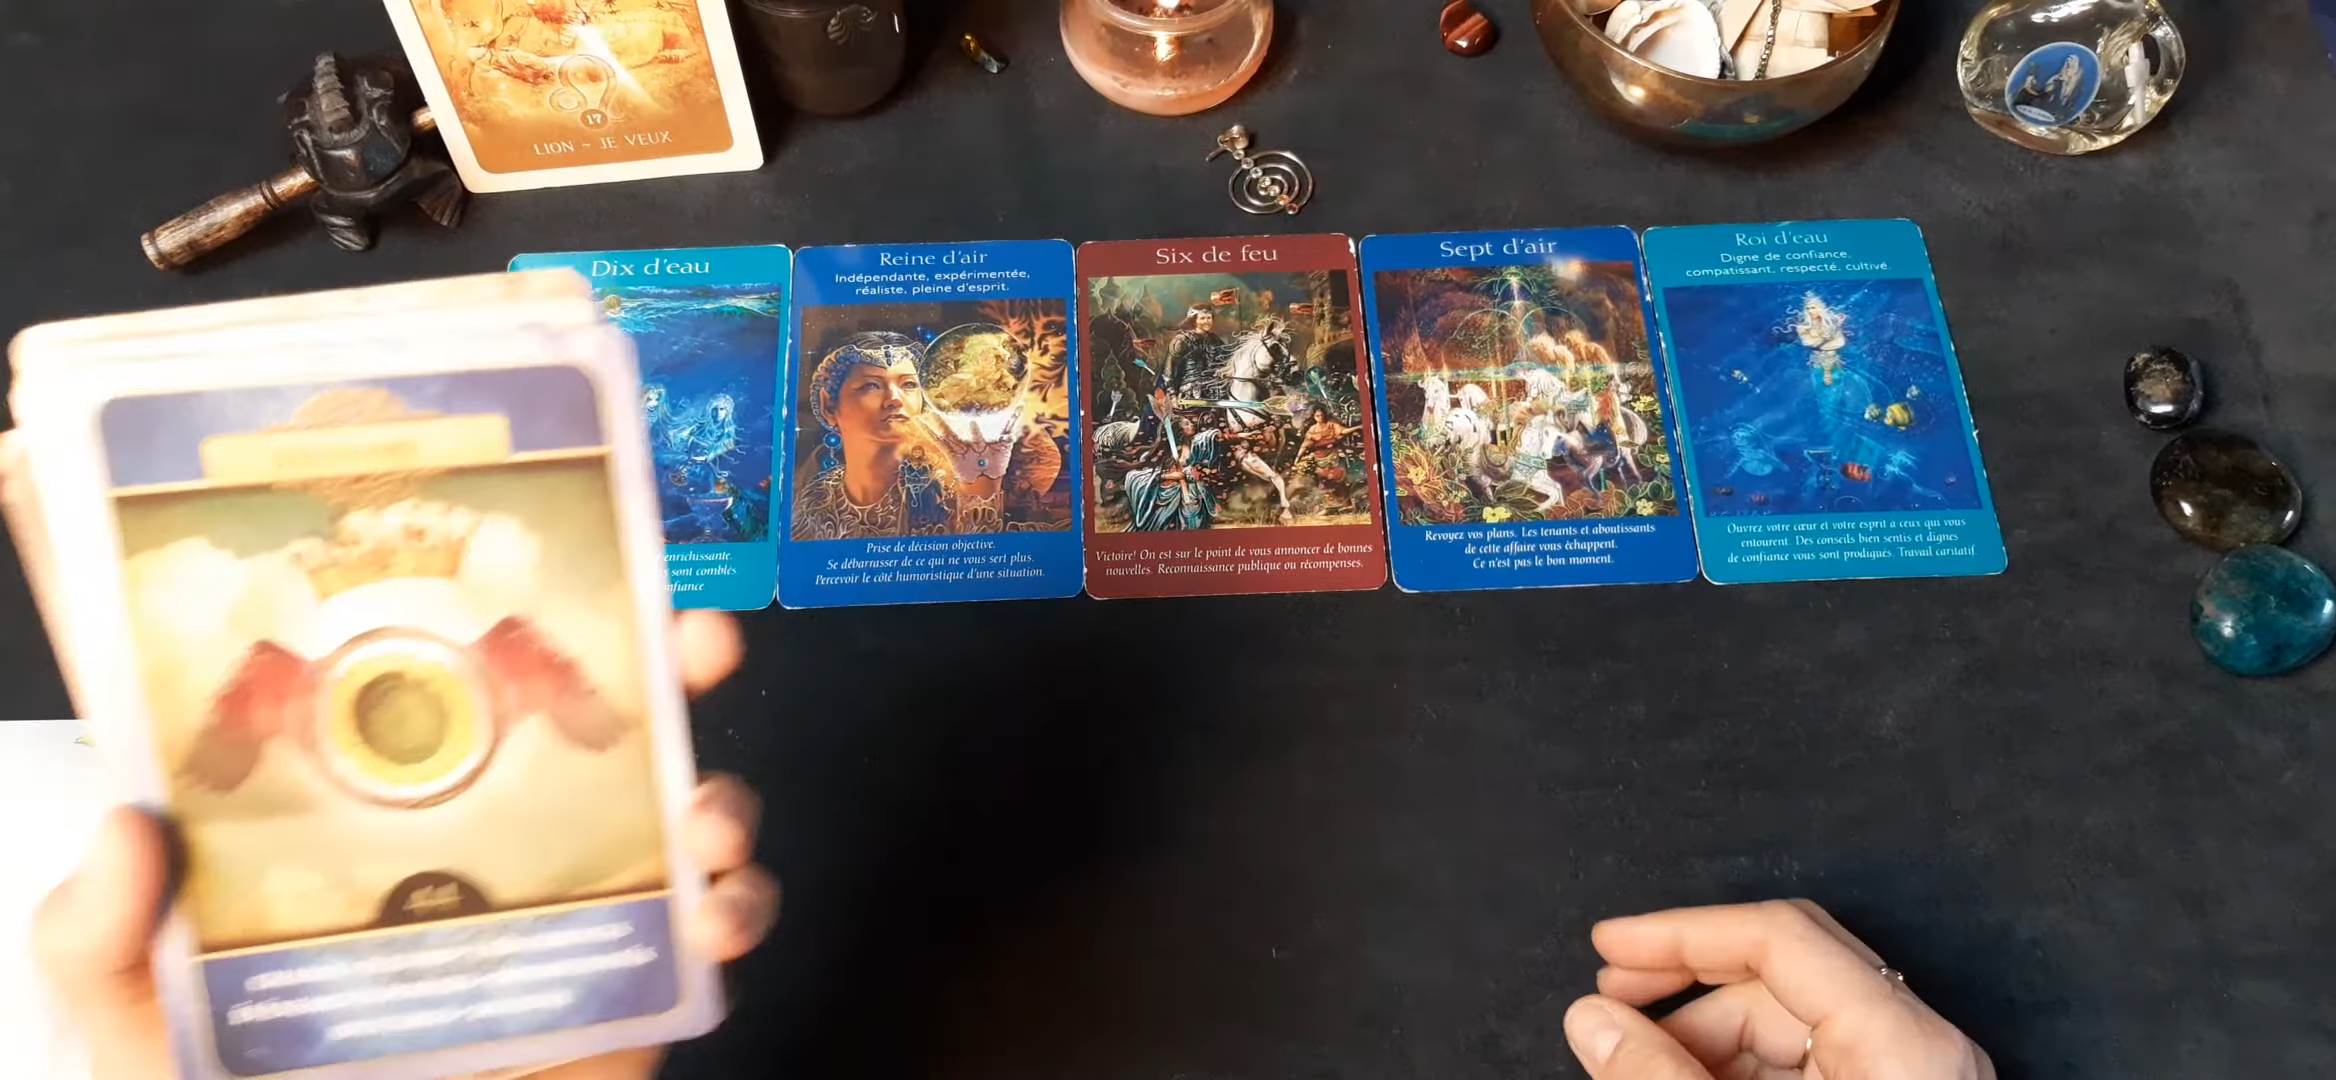 17
LION ~ JE VEUX
Dix d'eau
enrichissante.
sont comblés.
Reine d'air
Indépendante, expérimentée,
réaliste, pleine d'esprit.
Prise de décision objective.
Se débarrasser de ce qui ne vous sert plus.
Percevoir le côté humoristique d'une situation.
Six de feu
Victoire! On est sur le point de vous annoncer de bonnes
nouvelles. Reconnaissance publique ou récompenses.
Sept d'air
Revoyez vos plans. Les tenants et aboutissants
de cette affaire vous échappent.
Ce n'est pas le bon moment.
Roi d'eau
Digne de confiance,
compatissant, respecté, cultivé.
Ouvrez votre cœur et votre esprit à ceux qui vous
entourent. Des conseils bien sentis et dignes
de confiance vous sont prodigués. Travail caritatif.